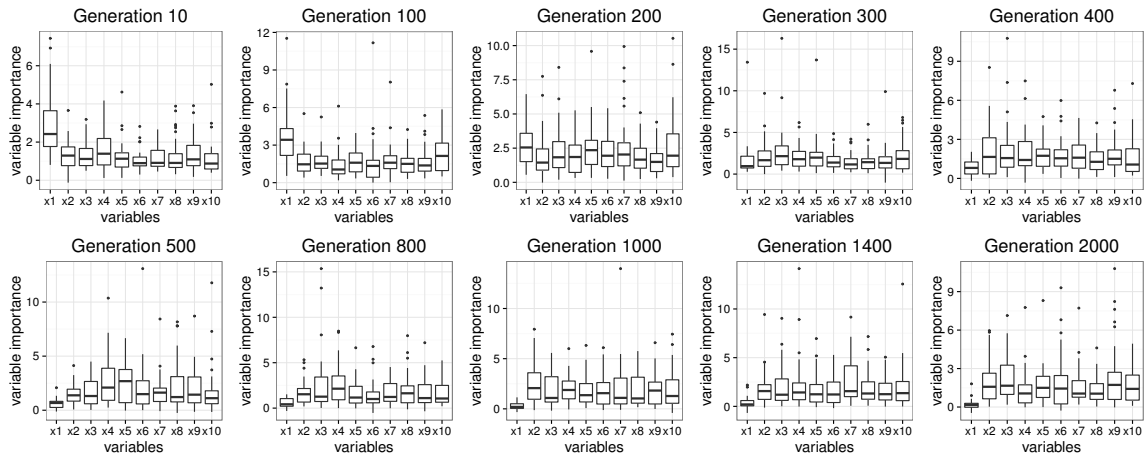 Generation 10
Generation 100
Generation 200
Generation 300
Generation 400
variable importance
6
4
2
0
x1 x2 x3 x4 x5 x6 x7 x8 x9 x10
variables
variable importance
12
9
6
3
0
x1 x2 x3 x4 x5 x6 x7 x8 x9 x10
variables
variable importance
10.0
7.5
5.0
2.5
0.0
x1 x2 x3 x4 x5 x6 x7 x8 x9 x10
variables
variable importance
15
10
5
0
x1 x2 x3 x4 x5 x6 x7 x8 x9 x10
variables
variable importance
9
6
3
0
x1 x2 x3 x4 x5 x6 x7 x8 x9 x10
variables
Generation 500
Generation 800
Generation 1000
Generation 1400
Generation 2000
variable importance
10
5
0
x1 x2 x3 x4 x5 x6 x7 x8 x9 x10
variables
variable importance
15
10
5
0
x1 x2 x3 x4 x5 x6 x7 x8 x9 x10
variables
variable importance
10
5
0
x1 x2 x3 x4 x5 x6 x7 x8 x9 x10
variables
variable importance
10
5
0
x1 x2 x3 x4 x5 x6 x7 x8 x9 x10
variables
variable importance
9
6
3
0
x1 x2 x3 x4 x5 x6 x7 x8 x9 x10
variables